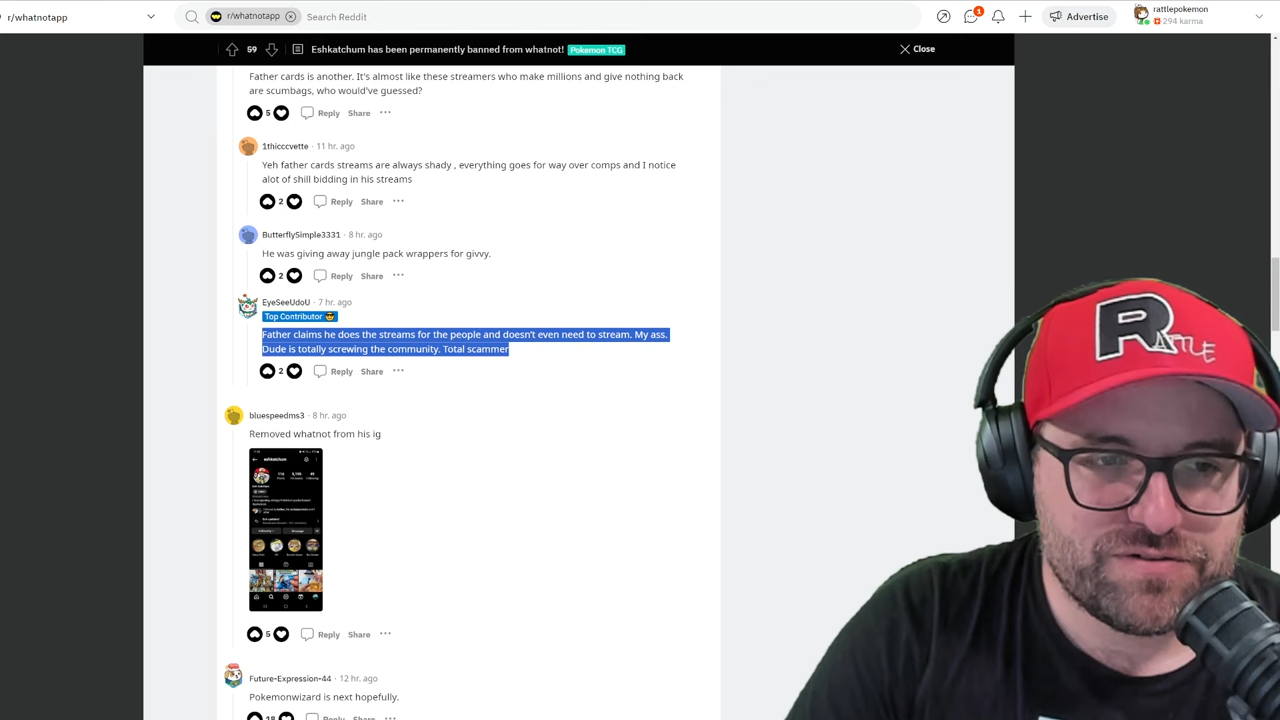 r/whatnotapp
r/whatnotapp
Search Reddit
1
Advertise
rattlepokemon
294 karma
59
Eshkatchum has been permanently banned from whatnot! Pokemon TCG
Close
Father cards is another. It's almost like these streamers who make millions and give nothing back
are scumbags, who would've guessed?
5 Reply Share ...
1thicccvette · 11 hr. ago
Yeh father cards streams are always shady , everything goes for way over comps and I notice
alot of shill bidding in his streams
2 Reply Share ...
ButterflySimple3331 · 8 hr. ago
He was giving away jungle pack wrappers for givvy.
2 Reply Share ...
EyeSeeUdoU · 7 hr. ago
Top Contributor 😎
Father claims he does the streams for the people and doesn't even need to stream. My ass.
Dude is totally screwing the community. Total scammer
2 Reply Share ...
bluespeedms3 · 8 hr. ago
Removed whatnot from his ig
eshkatchum
5 Reply Share ...
Future-Expression-44 · 12 hr. ago
Pokemonwizard is next hopefully.
18 Reply Share ...
RATTLE